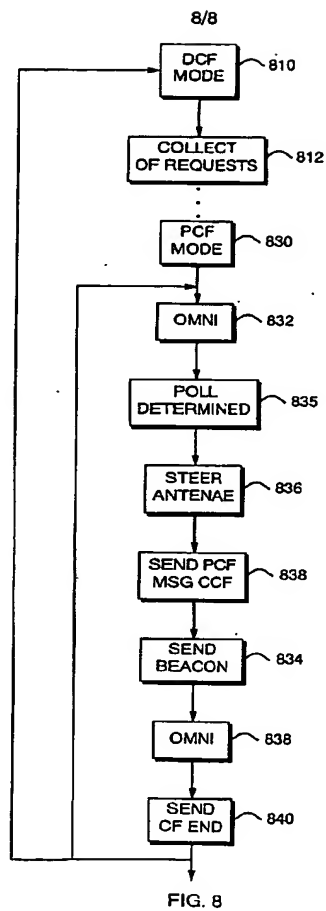 8/8
DCF
MODE
810
COLLECT
OF REQUESTS
812
PCF
MODE
830
OMNI
832
POLL
DETERMINED
835
STEER
ANTENAE
836
SEND PCF
MSG CCF
838
SEND
BEACON
834
OMNI
838
SEND
CF END
840
FIG. 8